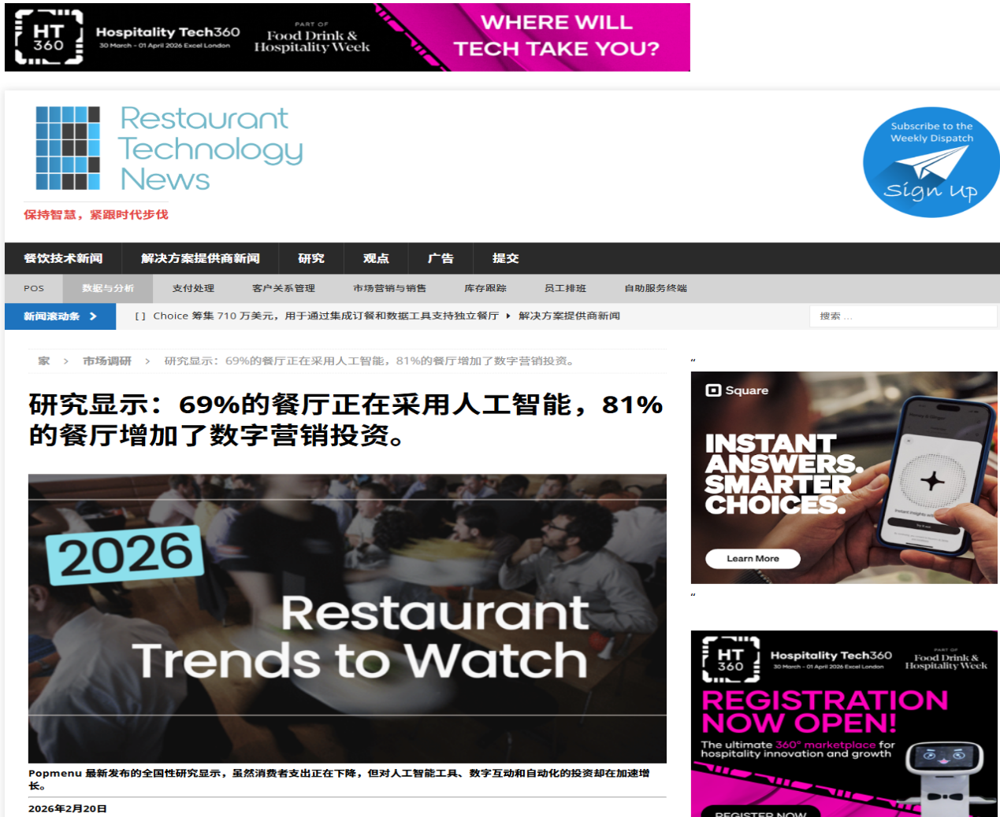 HT
360
Hospitality Tech360
30 March - 01 April 2026 Excel London
PART OF
Food Drink &
Hospitality Week
WHERE WILL
TECH TAKE YOU?
Restaurant
Technology
News
保持智慧，紧跟时代步伐
Subscribe to the
Weekly Dispatch
Sign Up
餐饮技术新闻 解决方案提供商新闻 研究 观点 广告 提交
POS 数据与分析 支付处理 客户关系管理 市场营销与销售 库存跟踪 员工排班 自助服务终端
新闻滚动条
[ ] Choice 筹集 710 万美元，用于通过集成订餐和数据工具支持独立餐厅 解决方案提供商新闻
搜索 ...
家 > 市场调研 > 研究显示：69%的餐厅正在采用人工智能，81%的餐厅增加了数字营销投资。
研究显示：69%的餐厅正在采用人工智能，81%
的餐厅增加了数字营销投资。
2026
Restaurant
Trends to Watch
Popmenu 最新发布的全国性研究显示，虽然消费者支出正在下降，但对人工智能工具、数字互动和自动化的投资却在加速增
长。
2026年2月20日
“
Square
INSTANT
ANSWERS.
SMARTER
CHOICES.
Learn More
“
HT
360
Hospitality Tech360
30 March - 01 April 2026 Excel London
PART OF
Food Drink &
Hospitality Week
REGISTRATION
NOW OPEN!
The ultimate 360° marketplace for
hospitality innovation and growth
REGISTER NOW